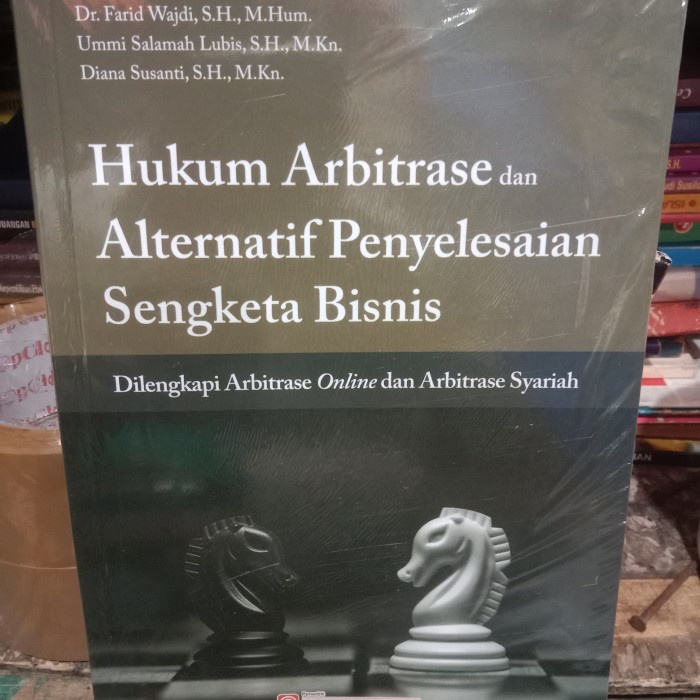 Dr. Farid Wajdi, S.H., M.Hum.
Ummi Salamah Lubis, S.H., M.Kn.
Diana Susanti, S.H., M.Kn.
Hukum Arbitrase dan
Alternatif Penyelesaian
Sengketa Bisnis
Dilengkapi Arbitrase Online dan Arbitrase Syariah